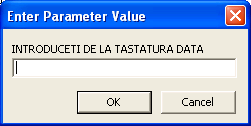 Enter Parameter Value
INTRODUCETI DE LA TASTATURA DATA
OK
Cancel